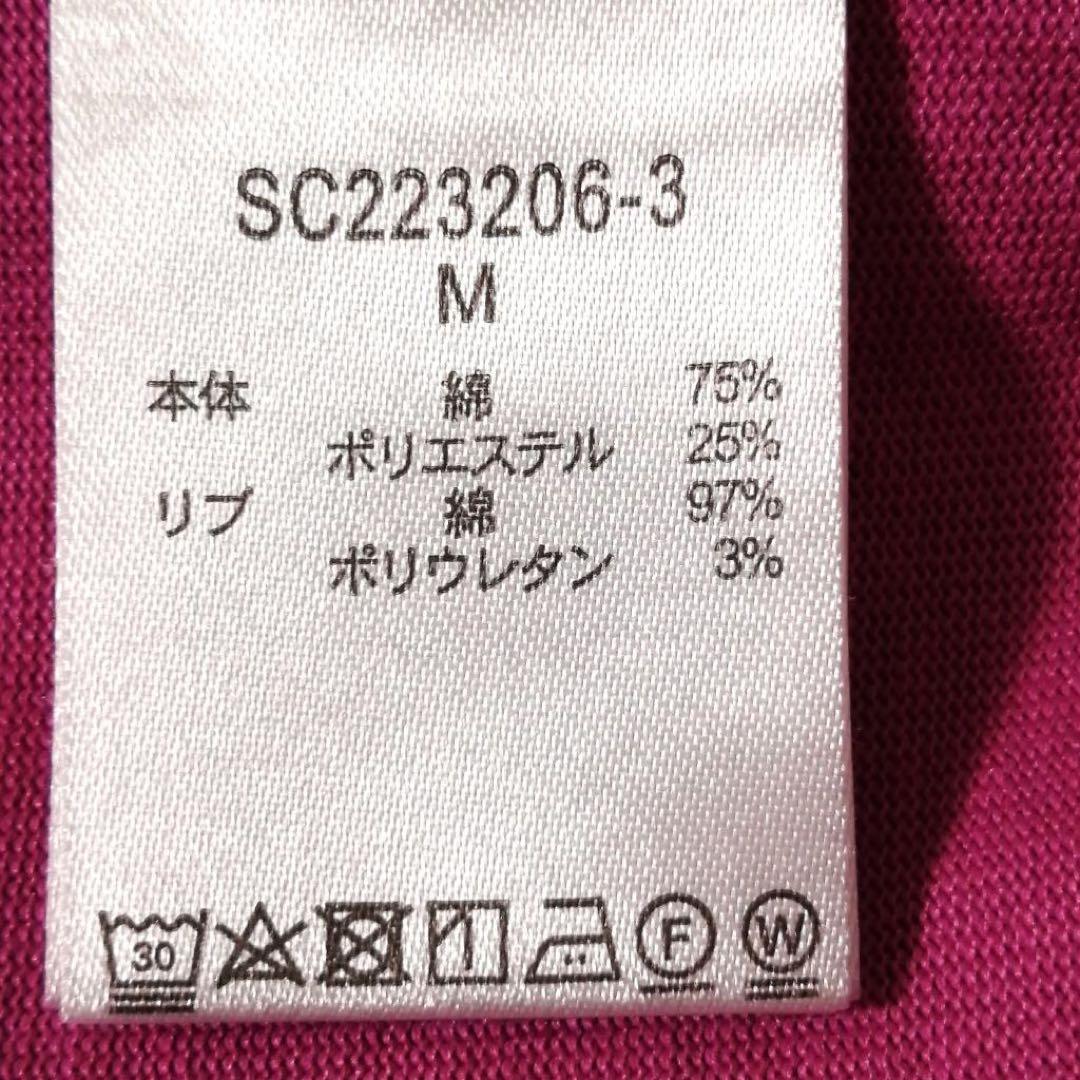 SC223206-3
M
本体 綿 75%
ポリエステル 25%
リブ 綿 97%
ポリウレタン 3%
30 F W